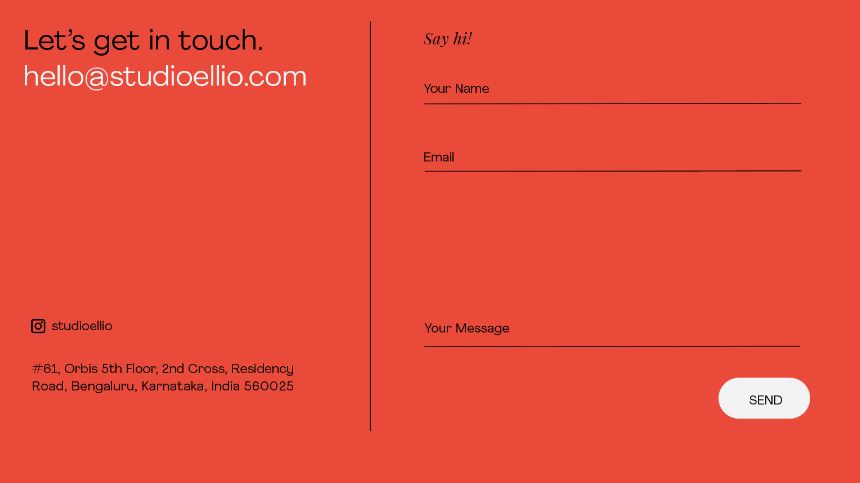 Let's get in touch.
hello@studioellio.com
studioellio
#61, Orbis 5th Floor, 2nd Cross, Residency
Road, Bengaluru, Karnataka, India 560025
Say hi!
Your Name
Email
Your Message
SEND